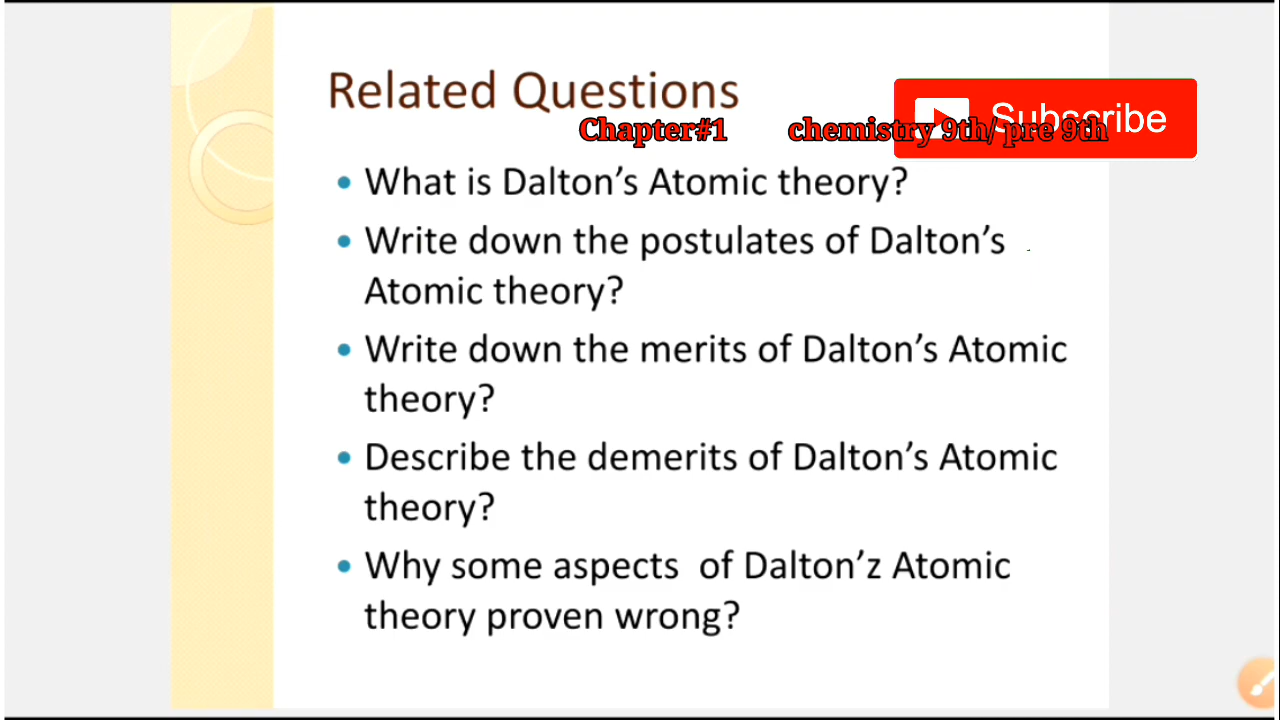 Related Questions
Subscribe
Chapter#1 chemistry 9th/ pre 9th
• What is Dalton’s Atomic theory?
• Write down the postulates of Dalton’s
Atomic theory?
• Write down the merits of Dalton’s Atomic
theory?
• Describe the demerits of Dalton’s Atomic
theory?
• Why some aspects of Dalton’z Atomic
theory proven wrong?